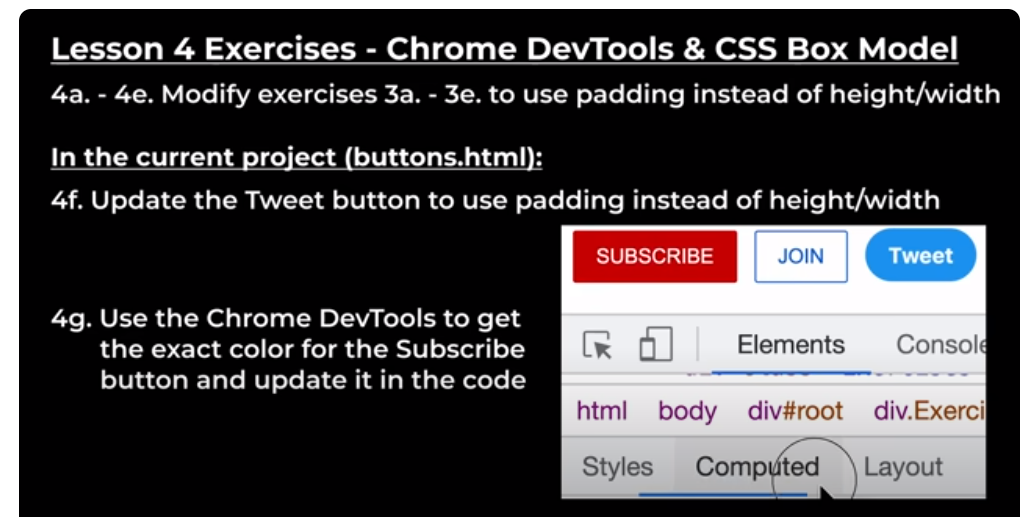 Lesson 4 Exercises - Chrome DevTools & CSS Box Model
4a. - 4e. Modify exercises 3a. - 3e. to use padding instead of height/width
In the current project (buttons.html):
4f. Update the Tweet button to use padding instead of height/width
4g. Use the Chrome DevTools to get
the exact color for the Subscribe
button and update it in the code
SUBSCRIBE JOIN Tweet
Elements Console
html body div#root div.Exerci
Styles Computed Layout